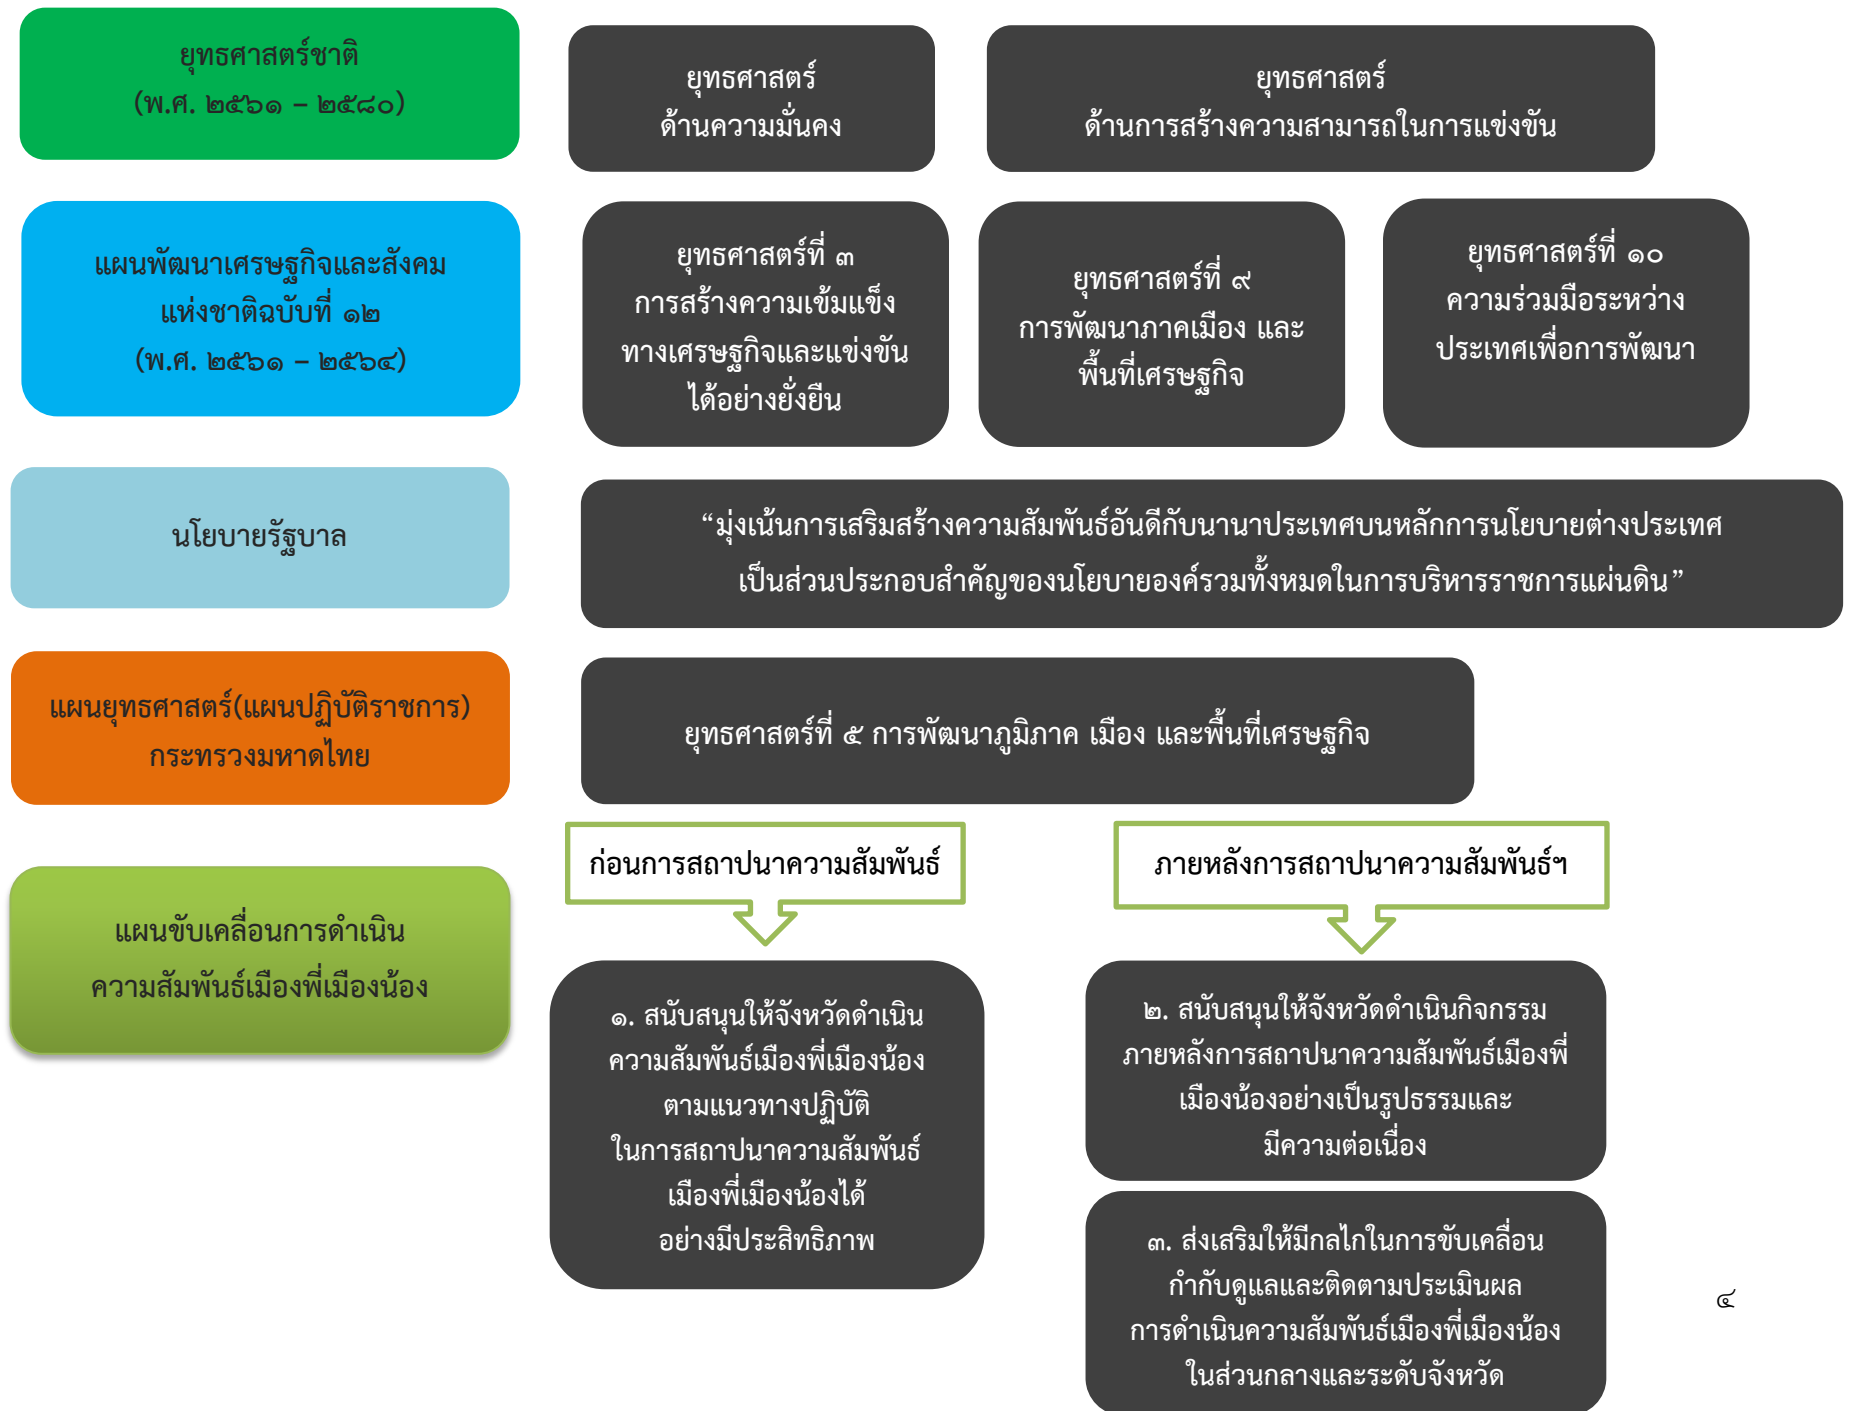 ยุทธศาสตร์ชาติ
(พ.ศ. ๒๕๖๑ – ๒๕๘๐)
ยุทธศาสตร์
ด้านความมั่นคง
ยุทธศาสตร์
ด้านการสร้างความสามารถในการแข่งขัน
แผนพัฒนาเศรษฐกิจและสังคม
แห่งชาติฉบับที่ ๑๒
(พ.ศ. ๒๕๖๑ – ๒๕๖๔)
ยุทธศาสตร์ที่ ๓
การสร้างความเข้มแข็ง
ทางเศรษฐกิจและแข่งขัน
ได้อย่างยั่งยืน
ยุทธศาสตร์ที่ ๙
การพัฒนาภาคเมือง และ
พื้นที่เศรษฐกิจ
ยุทธศาสตร์ที่ ๑๐
ความร่วมมือระหว่าง
ประเทศเพื่อการพัฒนา
นโยบายรัฐบาล
“มุ่งเน้นการเสริมสร้างความสัมพันธ์อันดีกับนานาประเทศบนหลักการนโยบายต่างประเทศ
เป็นส่วนประกอบสำคัญของนโยบายองค์รวมทั้งหมดในการบริหารราชการแผ่นดิน”
แผนยุทธศาสตร์(แผนปฏิบัติราชการ)
กระทรวงมหาดไทย
ยุทธศาสตร์ที่ ๕ การพัฒนาภูมิภาค เมือง และพื้นที่เศรษฐกิจ
แผนขับเคลื่อนการดำเนิน
ความสัมพันธ์เมืองพี่เมืองน้อง
ก่อนการสถาปนาความสัมพันธ์
๑. สนับสนุนให้จังหวัดดำเนิน
ความสัมพันธ์เมืองพี่เมืองน้อง
ตามแนวทางปฏิบัติ
ในการสถาปนาความสัมพันธ์
เมืองพี่เมืองน้องได้
อย่างมีประสิทธิภาพ
ภายหลังการสถาปนาความสัมพันธ์ฯ
๒. สนับสนุนให้จังหวัดดำเนินกิจกรรม
ภายหลังการสถาปนาความสัมพันธ์เมืองพี่
เมืองน้องอย่างเป็นรูปธรรมและ
มีความต่อเนื่อง
๓. ส่งเสริมให้มีกลไกในการขับเคลื่อน
กำกับดูแลและติดตามประเมินผล
การดำเนินความสัมพันธ์เมืองพี่เมืองน้อง
ในส่วนกลางและระดับจังหวัด
๔